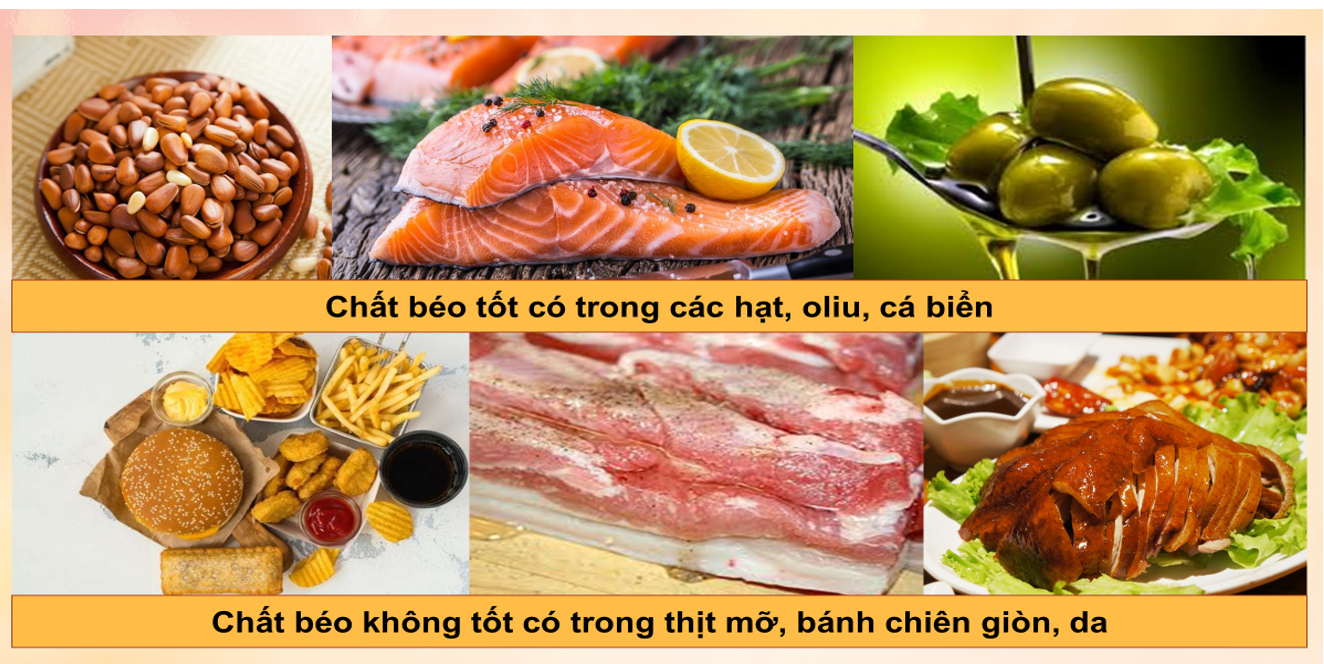 Chất béo tốt có trong các hạt, oliu, cá biển
Chất béo không tốt có trong thịt mỡ, bánh chiên giòn, da